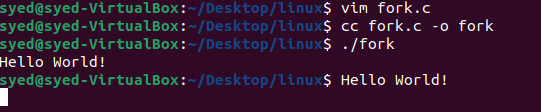 syed@syed-VirtualBox:~/Desktop/linux$ vim fork.c
syed@syed-VirtualBox:~/Desktop/linux$ cc fork.c -o fork
syed@syed-VirtualBox:~/Desktop/linux$ ./fork
Hello World!
syed@syed-VirtualBox:~/Desktop/linux$ Hello World!